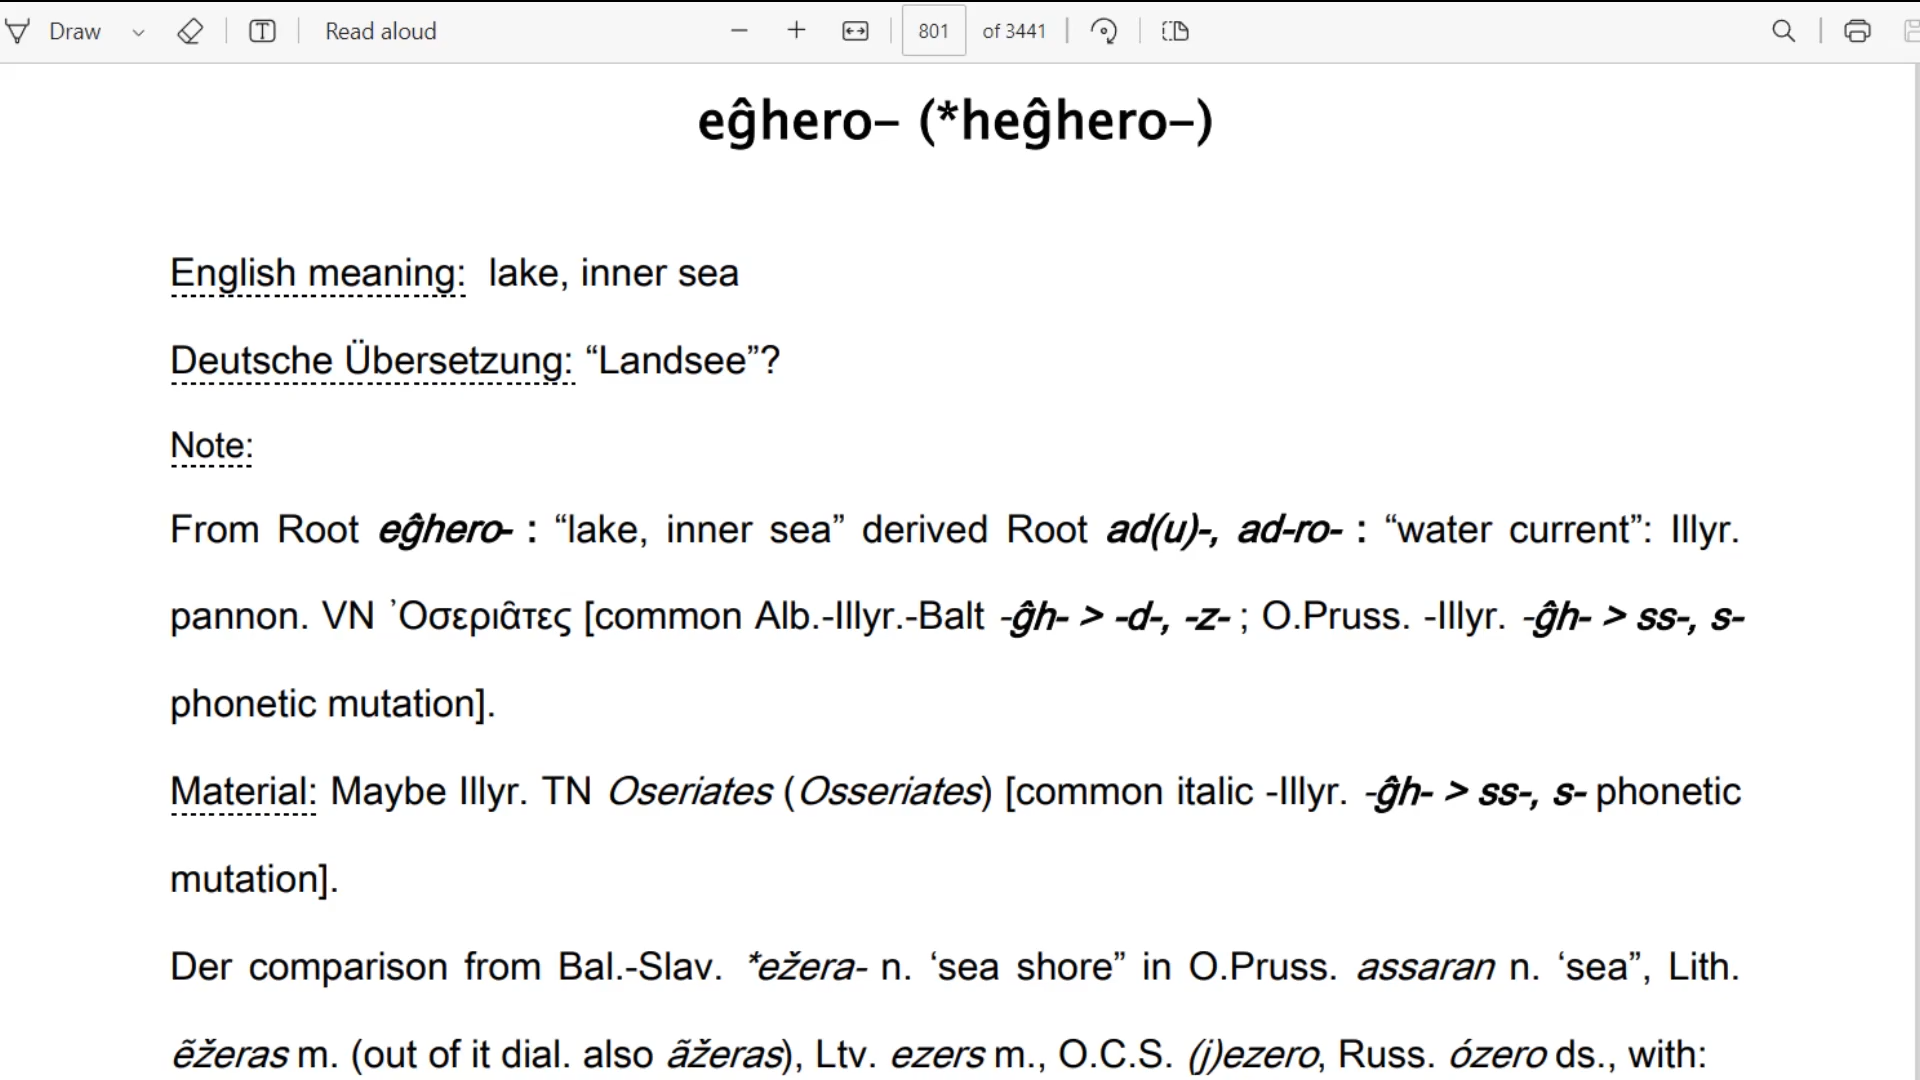 Draw
Read aloud
801 of 3441
eĝhero– (*heĝhero–)
English meaning: lake, inner sea
Deutsche Übersetzung: “Landsee”?
Note:
From Root eĝhero- : “lake, inner sea” derived Root ad(u)-, ad-ro- : “water current”: Illyr.
pannon. VN ᾿Οσεριᾶτες [common Alb.-Illyr.-Balt -ĝh- > -d-, -z- ; O.Pruss. -Illyr. -ĝh- > ss-, s-
phonetic mutation].
Material: Maybe Illyr. TN Oseriates (Osseriates) [common italic -Illyr. -ĝh- > ss-, s- phonetic
mutation].
Der comparison from Bal.-Slav. *ežera- n. ‘sea shore” in O.Pruss. assaran n. ‘sea”, Lith.
ẽžeras m. (out of it dial. also ãžeras), Ltv. ezers m., O.C.S. (j)ezero, Russ. ózero ds., with: